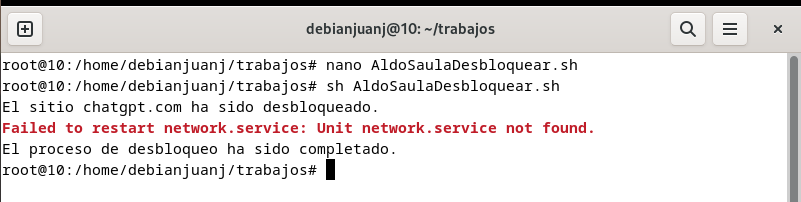 debianjuanj@10: ~/trabajos
root@10:/home/debianjuanj/trabajos# nano AldoSaulaDesbloquear.sh
root@10:/home/debianjuanj/trabajos# sh AldoSaulaDesbloquear.sh
El sitio chatgpt.com ha sido desbloqueado.
Failed to restart network.service: Unit network.service not found.
El proceso de desbloqueo ha sido completado.
root@10:/home/debianjuanj/trabajos#